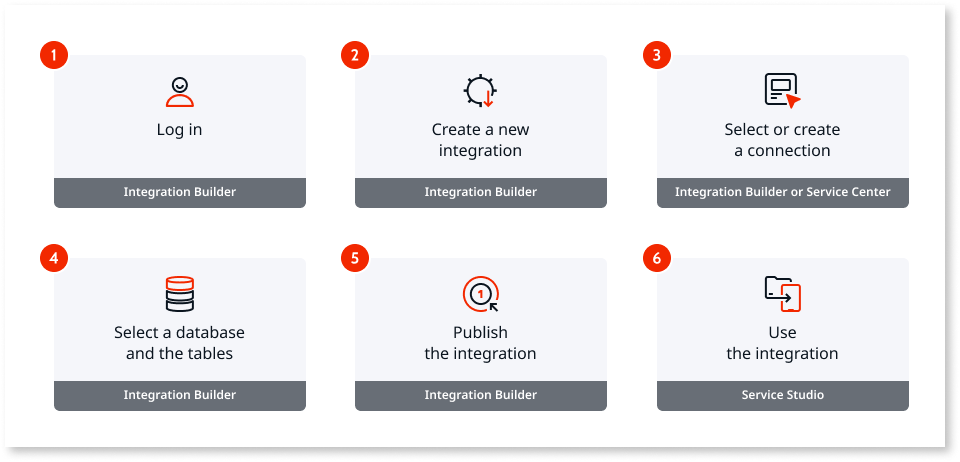 1
Log in
Integration Builder
2
Create a new
integration
Integration Builder
3
Select or create
a connection
Integration Builder or Service Center
4
Select a database
and the tables
Integration Builder
5
1
Publish
the integration
Integration Builder
6
Use
the integration
Service Studio